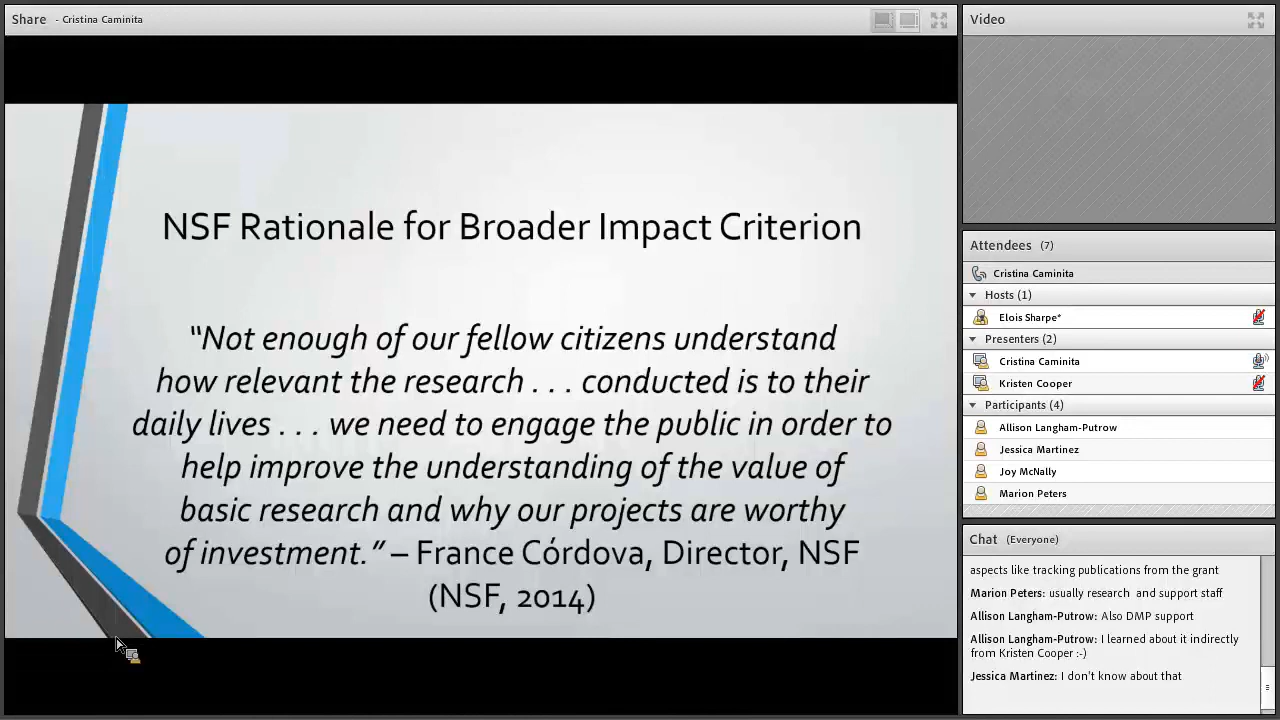 Share - Cristina Caminita
NSF Rationale for Broader Impact Criterion
“Not enough of our fellow citizens understand
how relevant the research . . . conducted is to their
daily lives . . . we need to engage the public in order to
help improve the understanding of the value of
basic research and why our projects are worthy
of investment.” – France Córdova, Director, NSF
(NSF, 2014)
Video
Attendees (7)
Cristina Caminita
Hosts (1)
Elois Sharpe*
Presenters (2)
Cristina Caminita
Kristen Cooper
Participants (4)
Allison Langham-Putrow
Jessica Martinez
Joy McNally
Marion Peters
Chat (Everyone)
aspects like tracking publications from the grant
Marion Peters: usually research and support staff
Allison Langham-Putrow: Also DMP support
Allison Langham-Putrow: I learned about it indirectly
from Kristen Cooper :-)
Jessica Martinez: I don't know about that